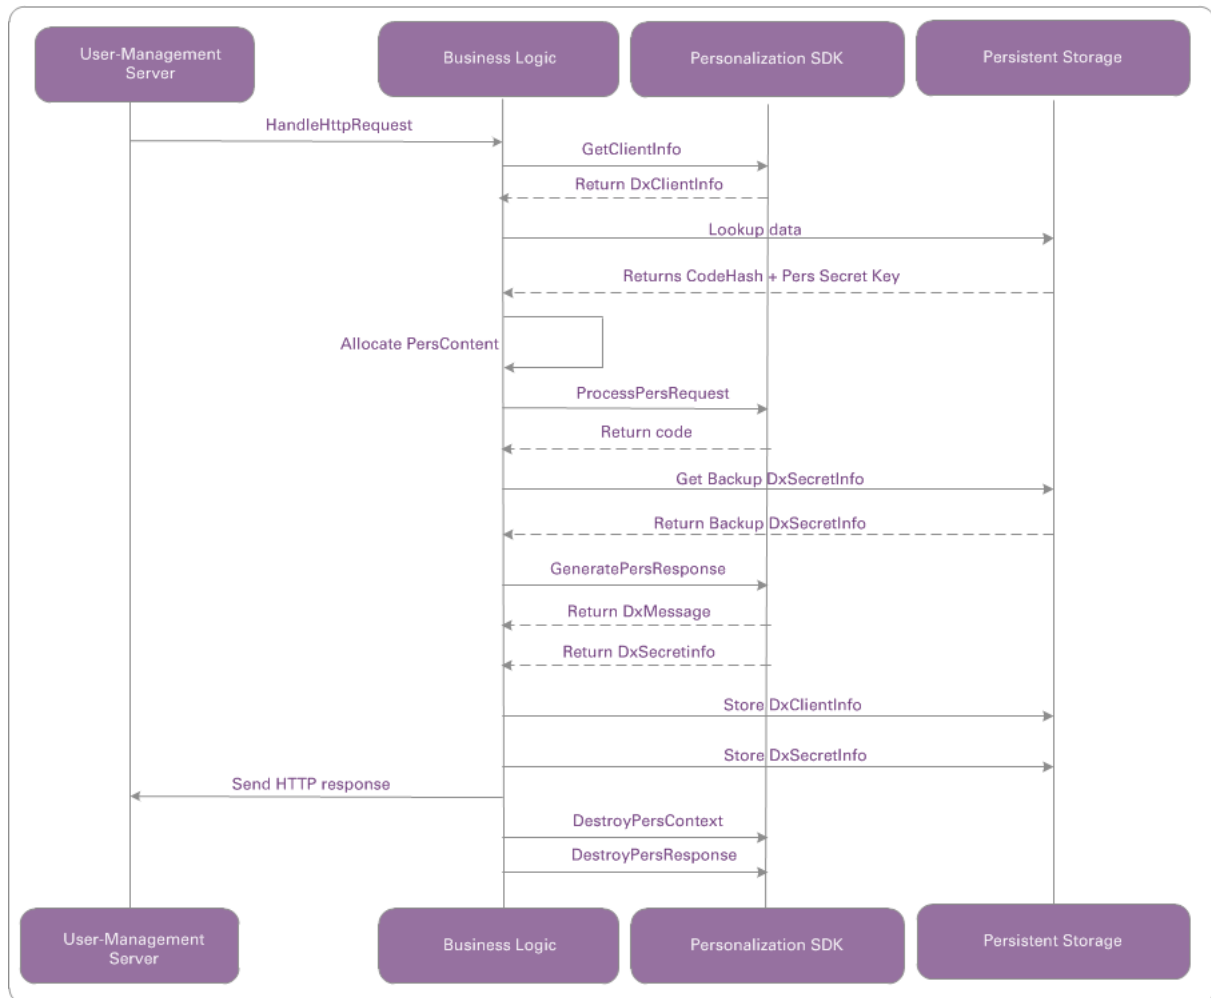 User-Management
Server
Business Logic
Personalization SDK
Persistent Storage
HandleHttpRequest
GetClientInfo
Return DxClientInfo
Lookup data
Returns CodeHash + Pers Secret Key
Allocate PersContent
ProcessPersRequest
Return code
Get Backup DxSecretInfo
Return Backup DxSecretInfo
GeneratePersResponse
Return DxMessage
Return DxSecretinfo
Store DxClientInfo
Store DxSecretInfo
Send HTTP response
DestroyPersContext
DestroyPersResponse
User-Management
Server
Business Logic
Personalization SDK
Persistent Storage